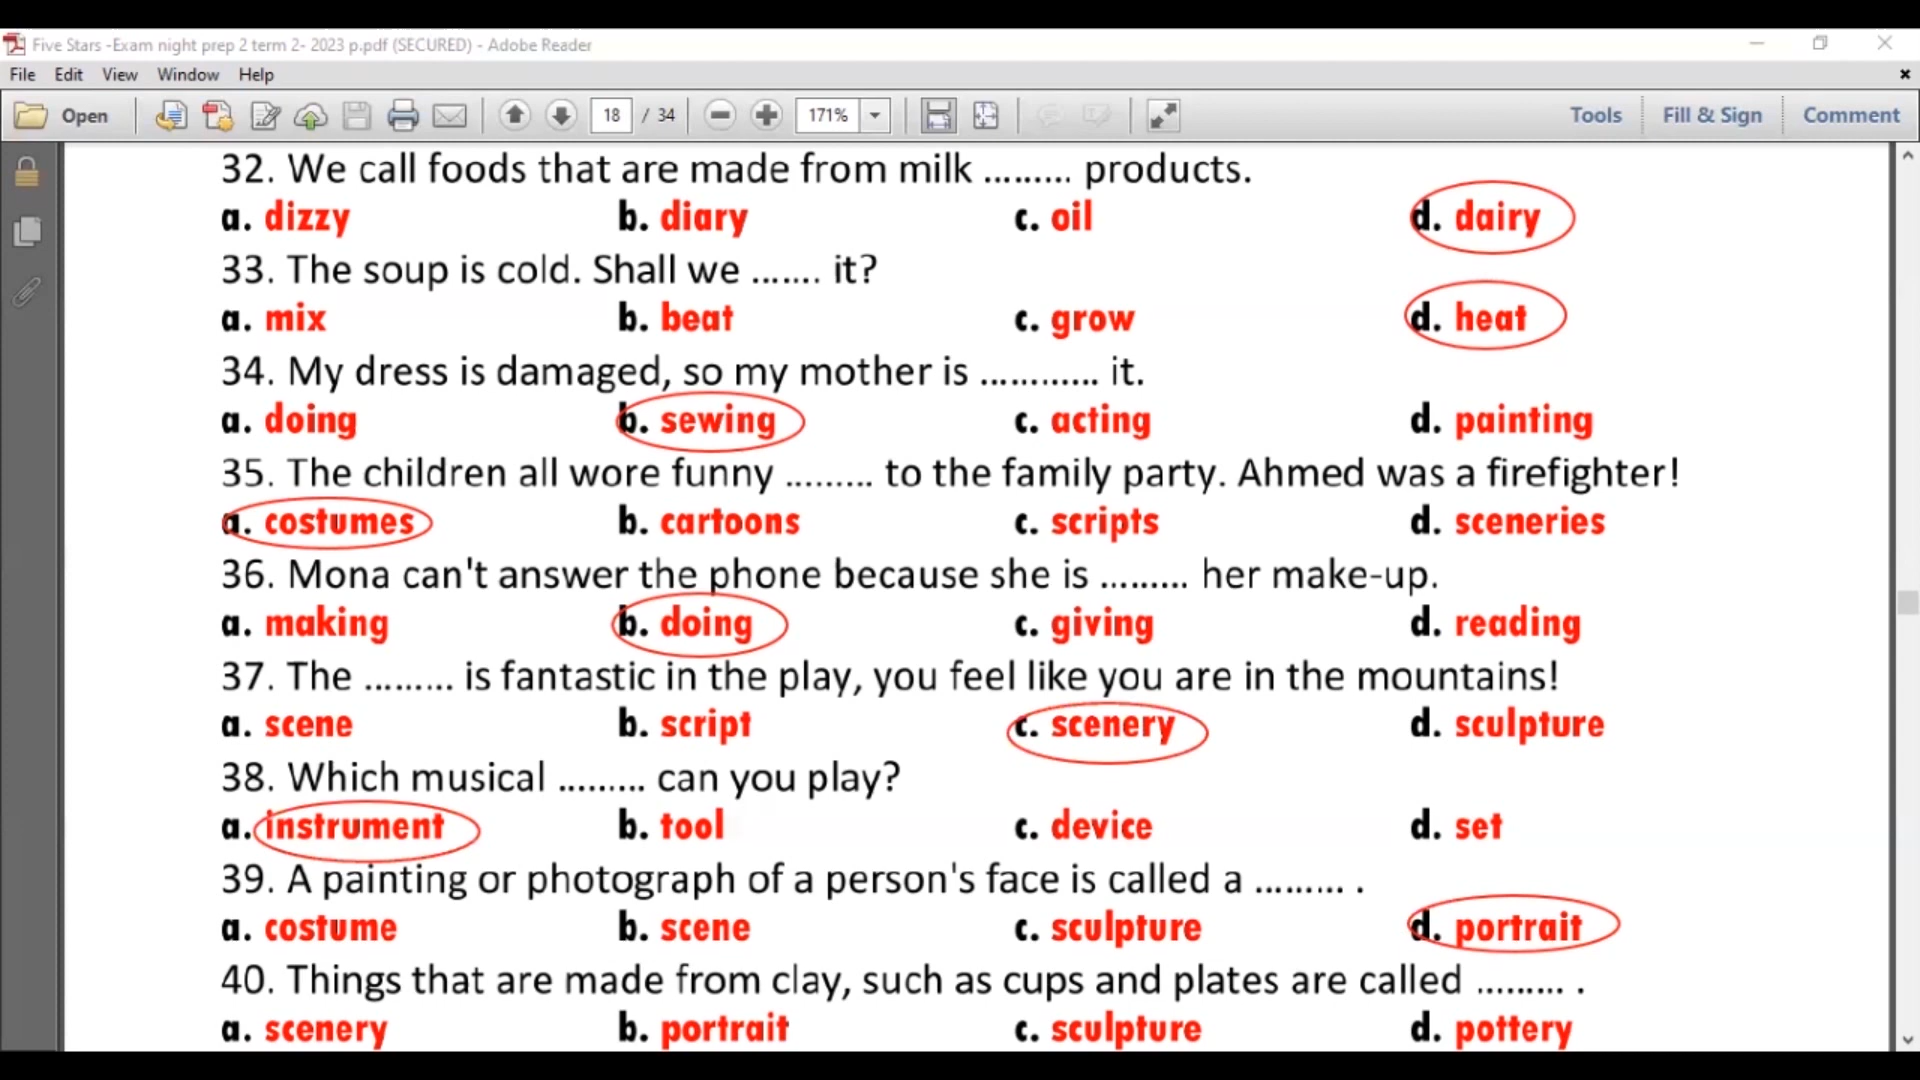 Five Stars -Exam night prep 2 term 2- 2023 p.pdf (SECURED) - Adobe Reader
File Edit View Window Help
Open 18 / 34 171% Tools Fill & Sign Comment
32. We call foods that are made from milk ......... products.
a. dizzy b. diary c. oil d. dairy
33. The soup is cold. Shall we ....... it?
a. mix b. beat c. grow d. heat
34. My dress is damaged, so my mother is ............ it.
a. doing b. sewing c. acting d. painting
35. The children all wore funny ......... to the family party. Ahmed was a firefighter!
a. costumes b. cartoons c. scripts d. sceneries
36. Mona can't answer the phone because she is ......... her make-up.
a. making b. doing c. giving d. reading
37. The ......... is fantastic in the play, you feel like you are in the mountains!
a. scene b. script c. scenery d. sculpture
38. Which musical ......... can you play?
a. instrument b. tool c. device d. set
39. A painting or photograph of a person's face is called a ......... .
a. costume b. scene c. sculpture d. portrait
40. Things that are made from clay, such as cups and plates are called ......... .
a. scenery b. portrait c. sculpture d. pottery